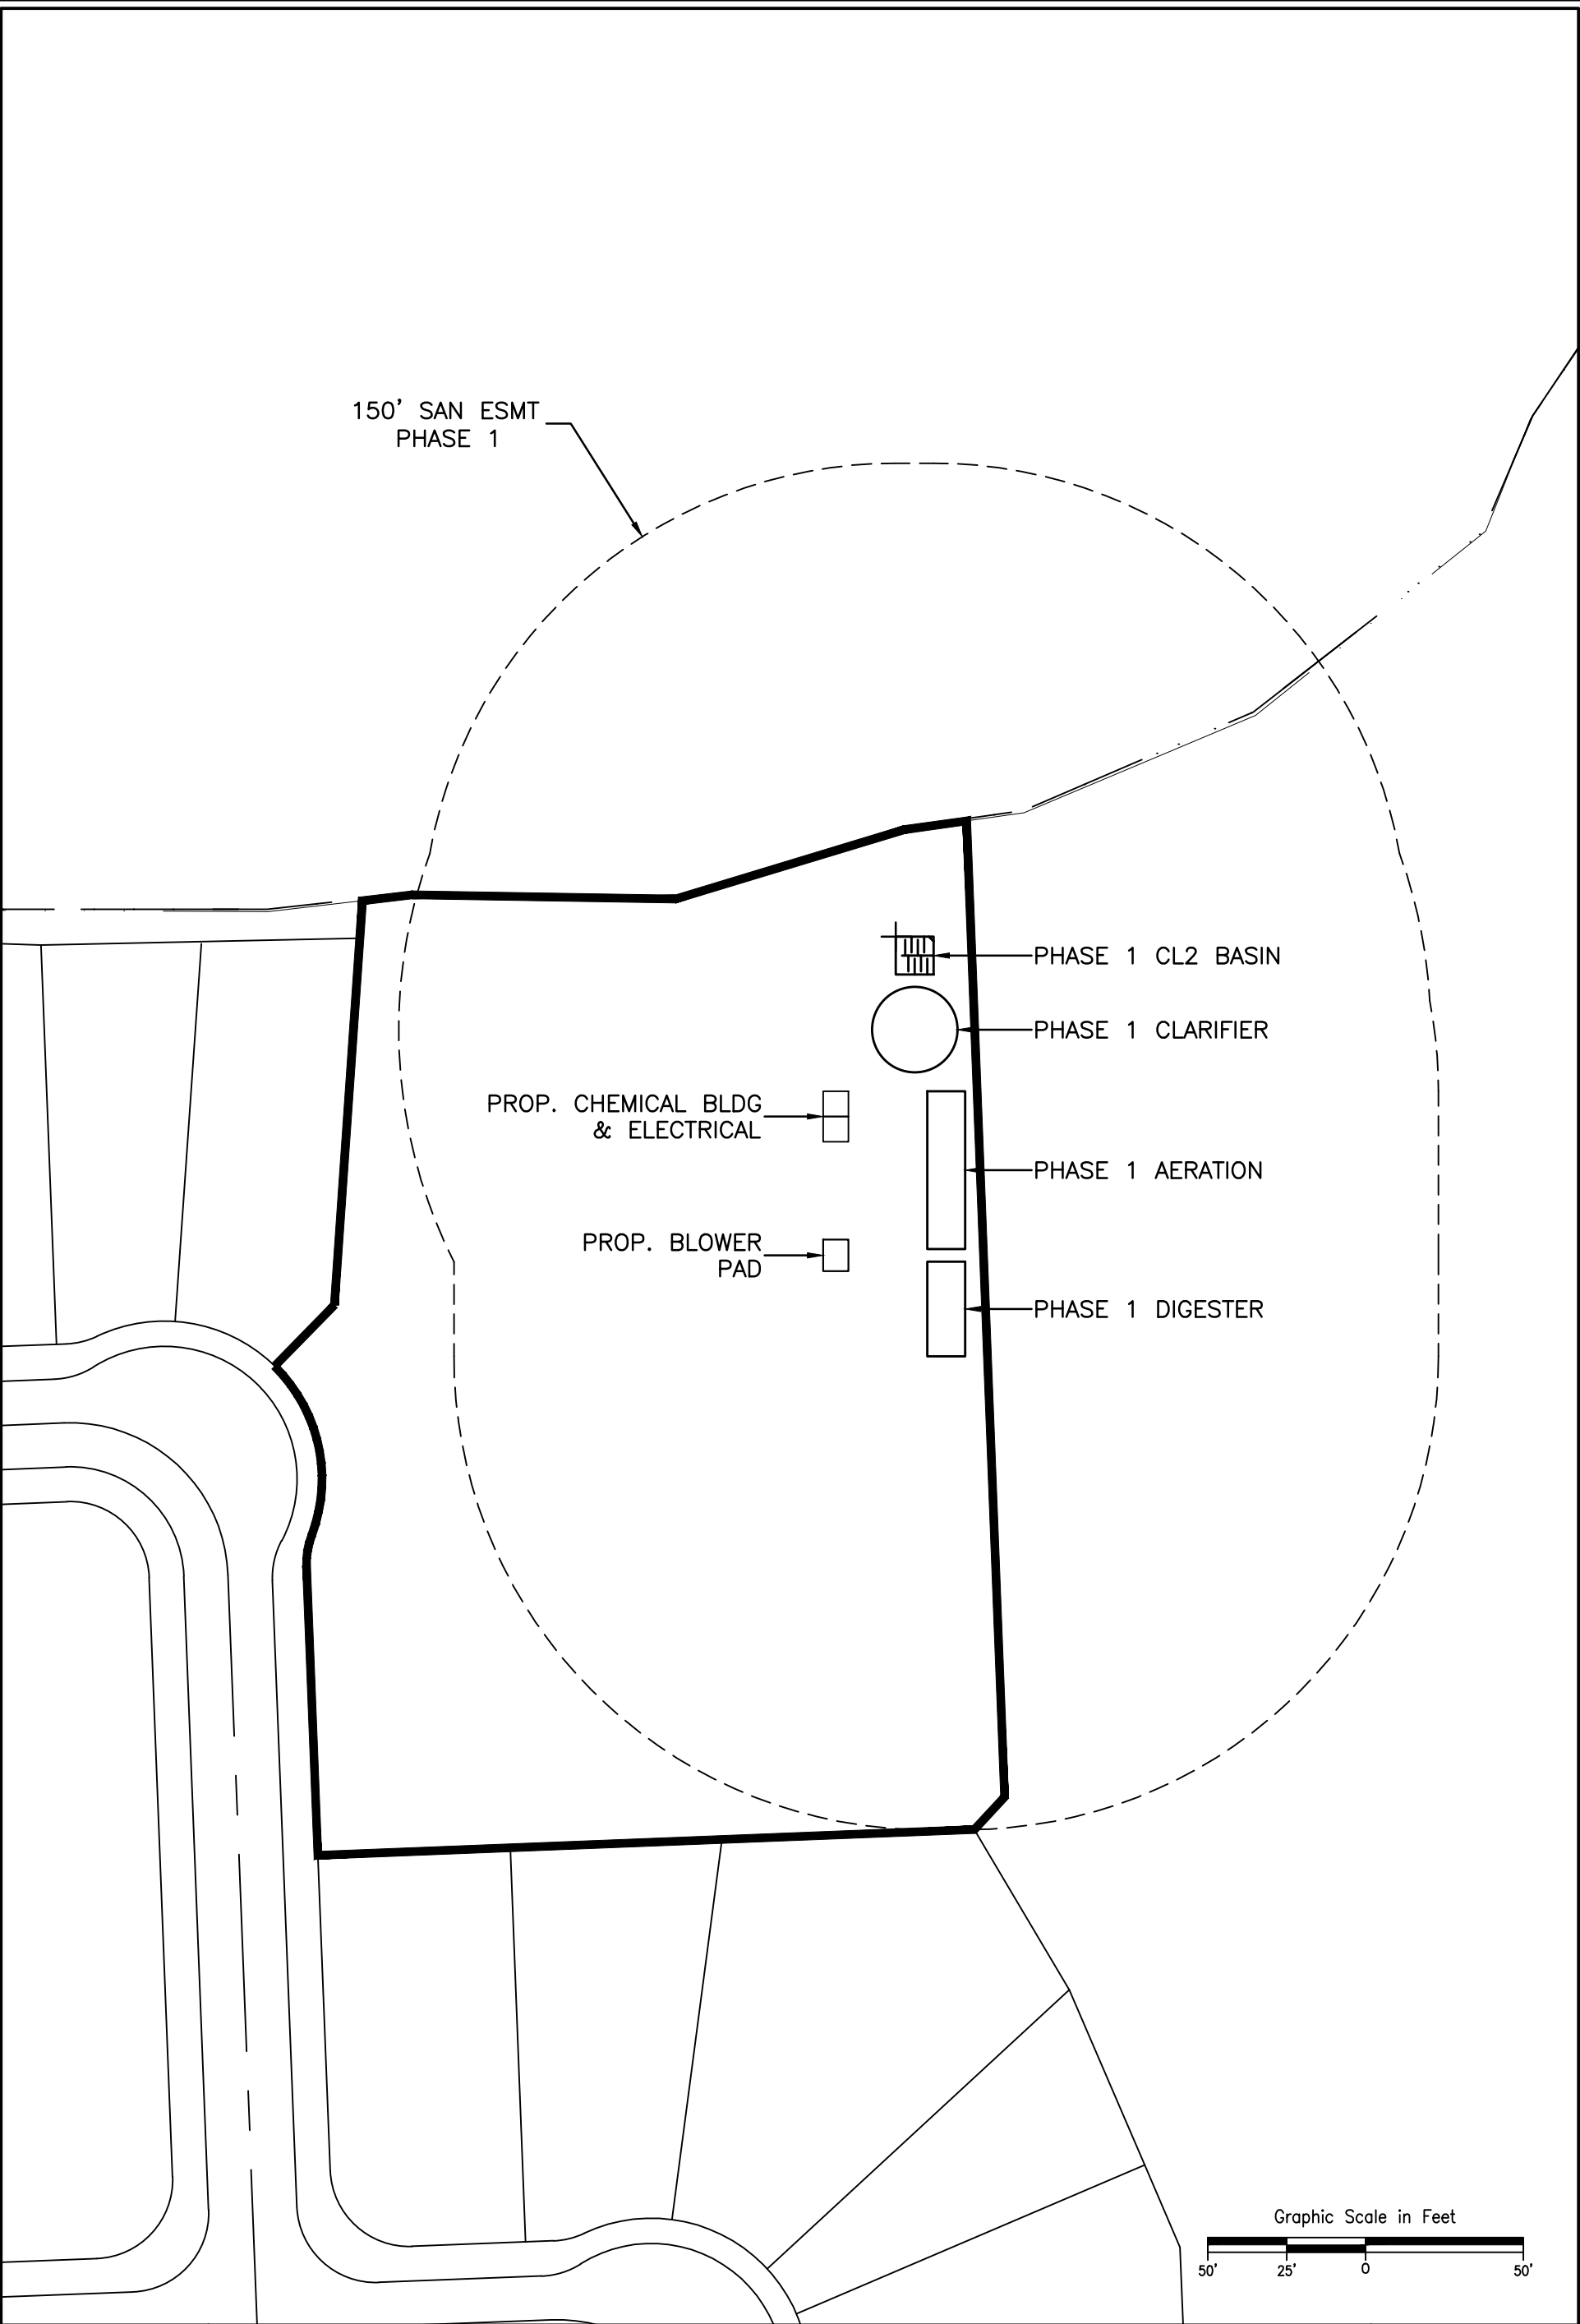 150' SAN ESMT
PHASE 1
PHASE 1 CL2 BASIN
PHASE 1 CLARIFIER
PROP. CHEMICAL BLDG
& ELECTRICAL
PHASE 1 AERATION
PROP. BLOWER
PAD
PHASE 1 DIGESTER
Graphic Scale in Feet
50' 25' 0 50'